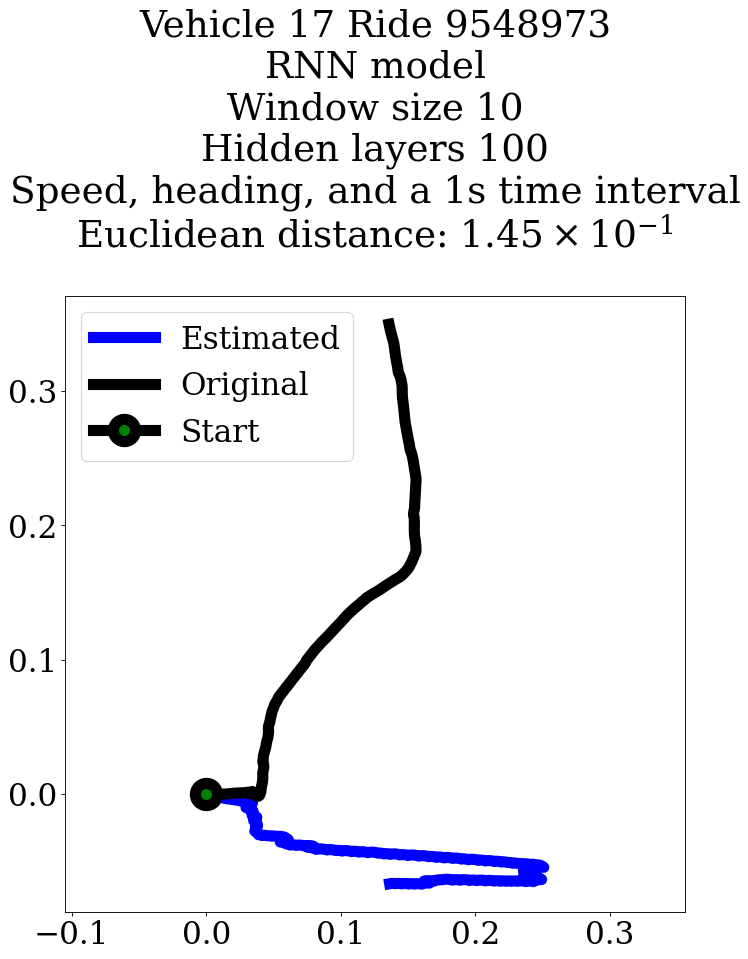 Vehicle 17 Ride 9548973
RNN model
Window size 10
Hidden layers 100
Speed, heading, and a 1s time interval
Euclidean distance: 1.45 × 10⁻¹
Estimated
Original
Start
0.3
0.2
0.1
0.0
−0.1 0.0 0.1 0.2 0.3